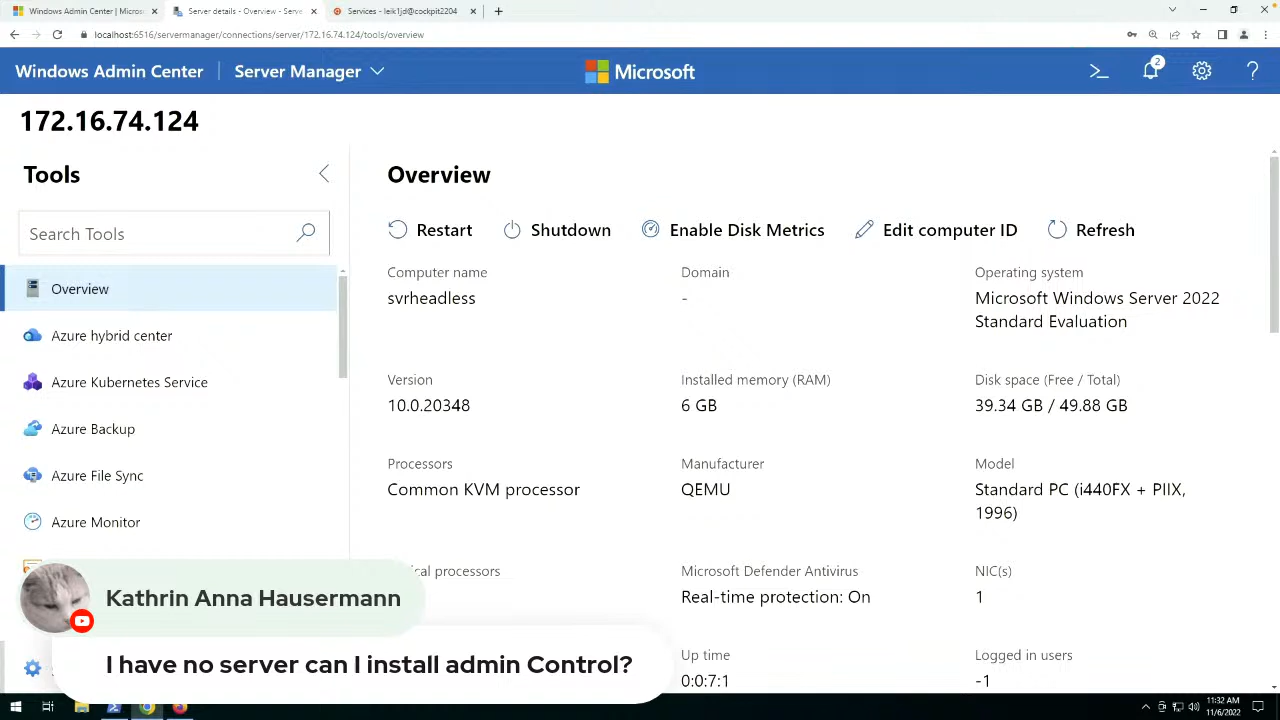 Windows Admin Center | Micros
Server details - Overview - Serve
Services - leik1jd@cockpit2204
localhost:6516/servermanager/connections/server/172.16.74.124/tools/overview
Windows Admin Center
Server Manager
Microsoft
2
172.16.74.124
Tools
Overview
Search Tools
Restart
Shutdown
Enable Disk Metrics
Edit computer ID
Refresh
Overview
Azure hybrid center
Azure Kubernetes Service
Azure Backup
Azure File Sync
Azure Monitor
Computer name
svrheadless
Domain
-
Operating system
Microsoft Windows Server 2022
Standard Evaluation
Version
10.0.20348
Installed memory (RAM)
6 GB
Disk space (Free / Total)
39.34 GB / 49.88 GB
Processors
Common KVM processor
Manufacturer
QEMU
Model
Standard PC (i440FX + PIIX,
1996)
processors
Microsoft Defender Antivirus
Real-time protection: On
NIC(s)
1
Up time
0:0:7:1
Logged in users
-1
Kathrin Anna Hausermann
I have no server can I install admin Control?
11:32 AM
11/6/2022